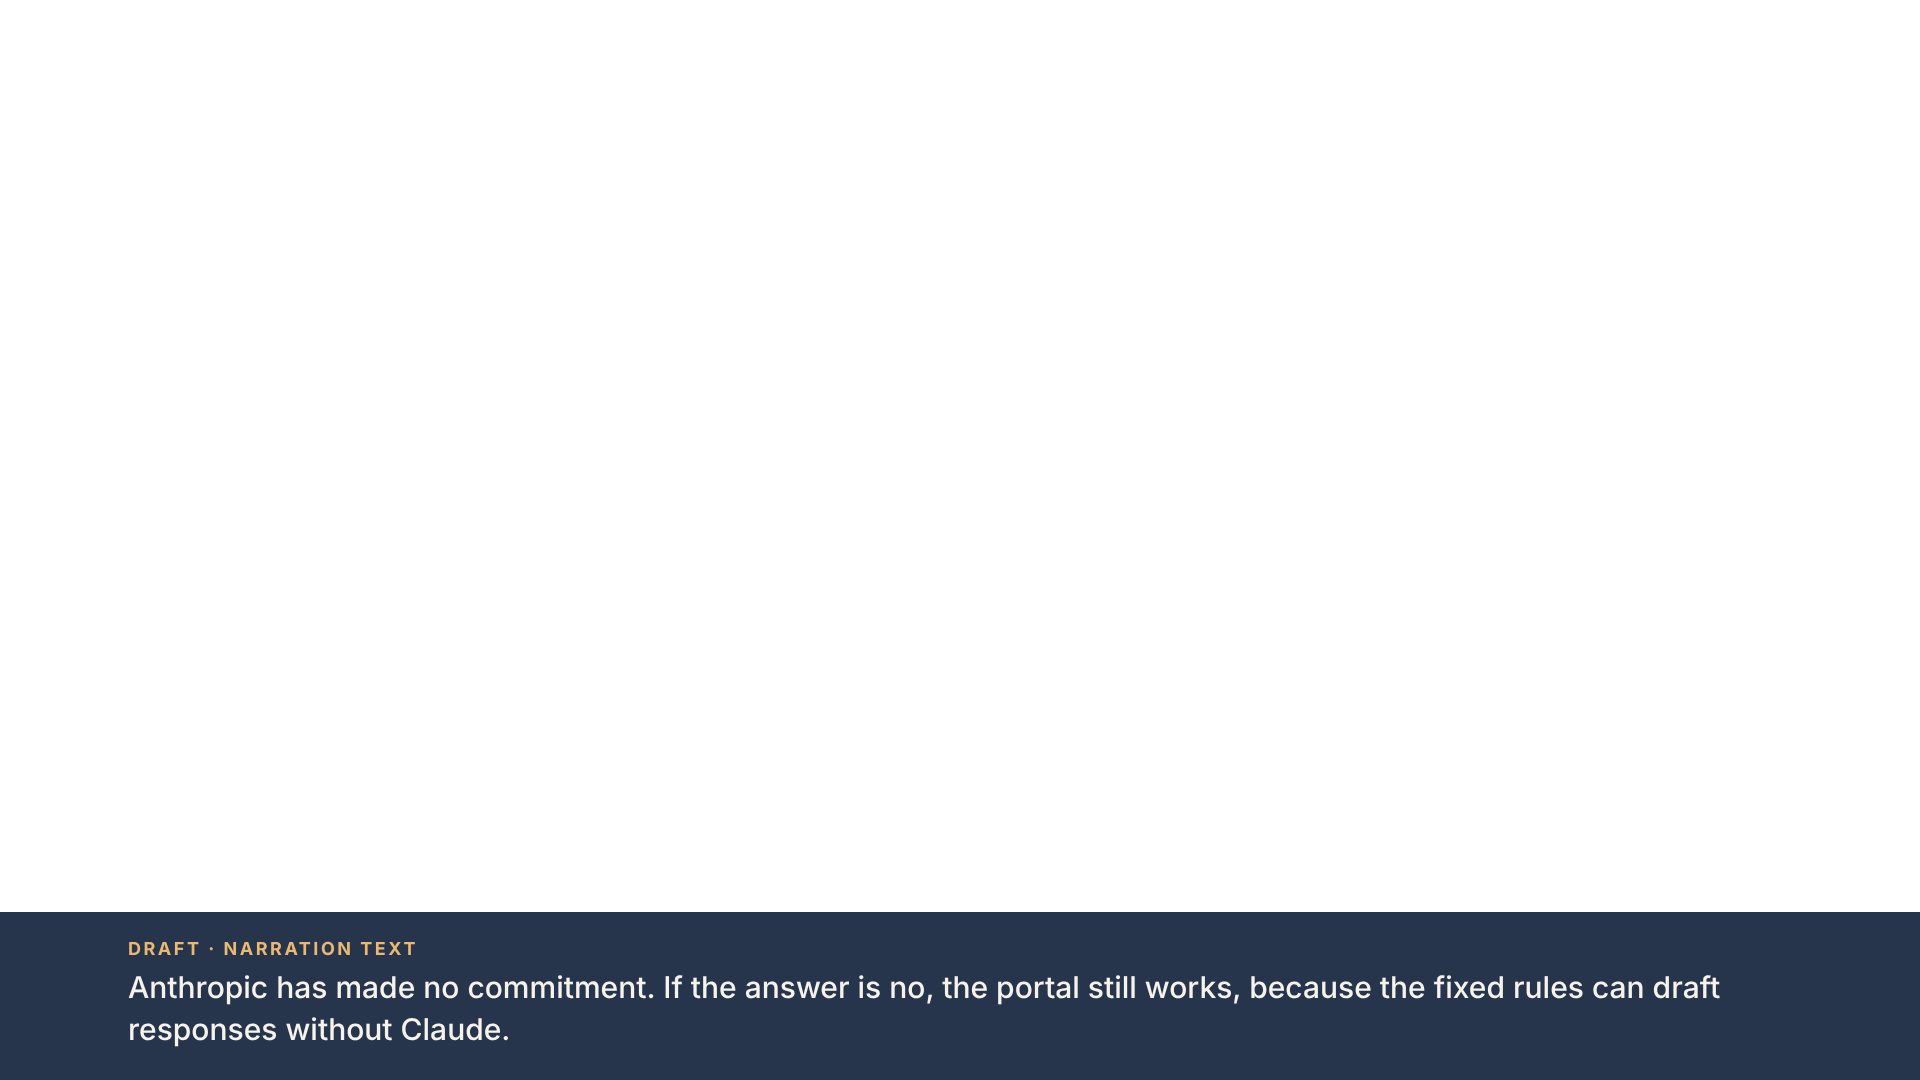 DRAFT · NARRATION TEXT
Anthropic has made no commitment. If the answer is no, the portal still works, because the fixed rules can draft
responses without Claude.